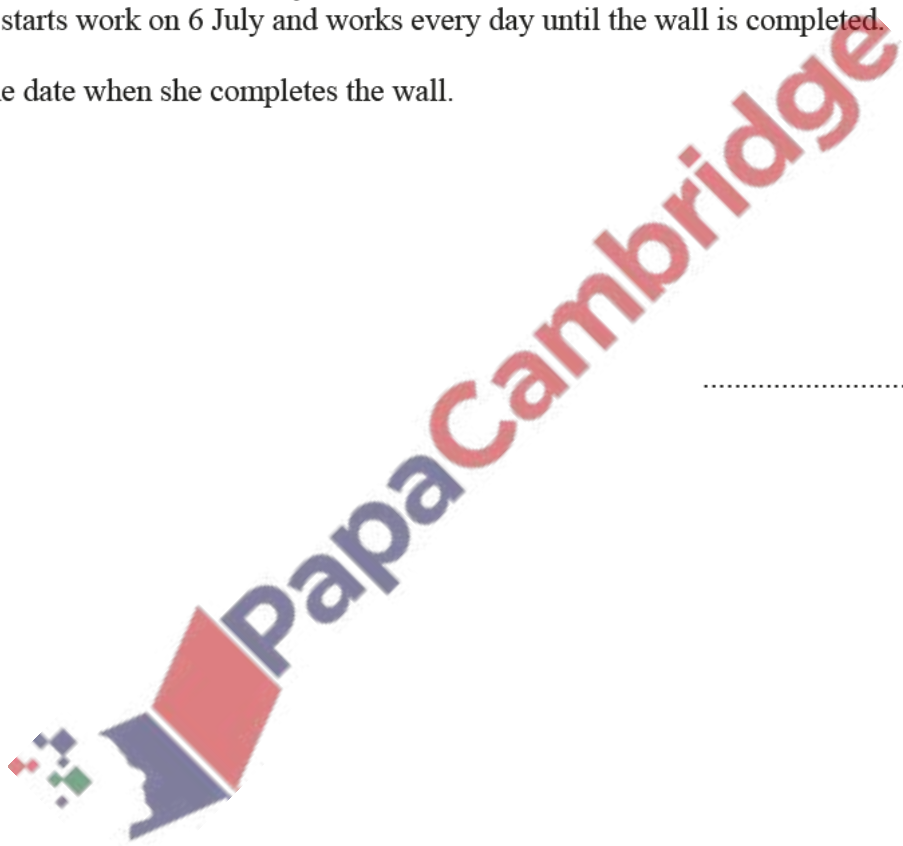 starts work on 6 July and works every day until the wall is completed.
e date when she completes the wall.
................................
PapaCambridge